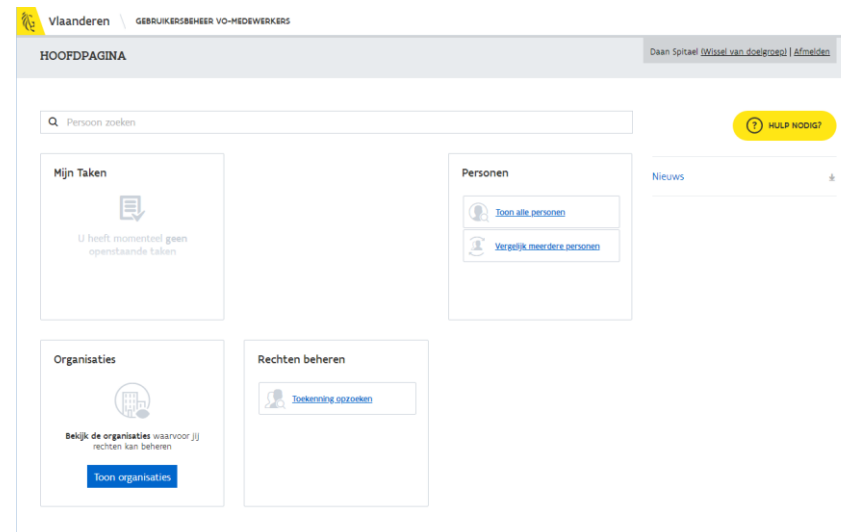 Vlaanderen
GEBRUIKERSBEHEER VO-MEDEWERKERS
HOOFDPAGINA
Daan Spitael (Wissel van doelgroep) | Afmelden
Persoon zoeken
HULP NODIG?
Mijn Taken
U heeft momenteel geen
openstaande taken
Personen
Toon alle personen
Vergelijk meerdere personen
Nieuws
Organisaties
Bekijk de organisaties waarvoor jij
rechten kan beheren
Toon organisaties
Rechten beheren
Toekenning opzoeken